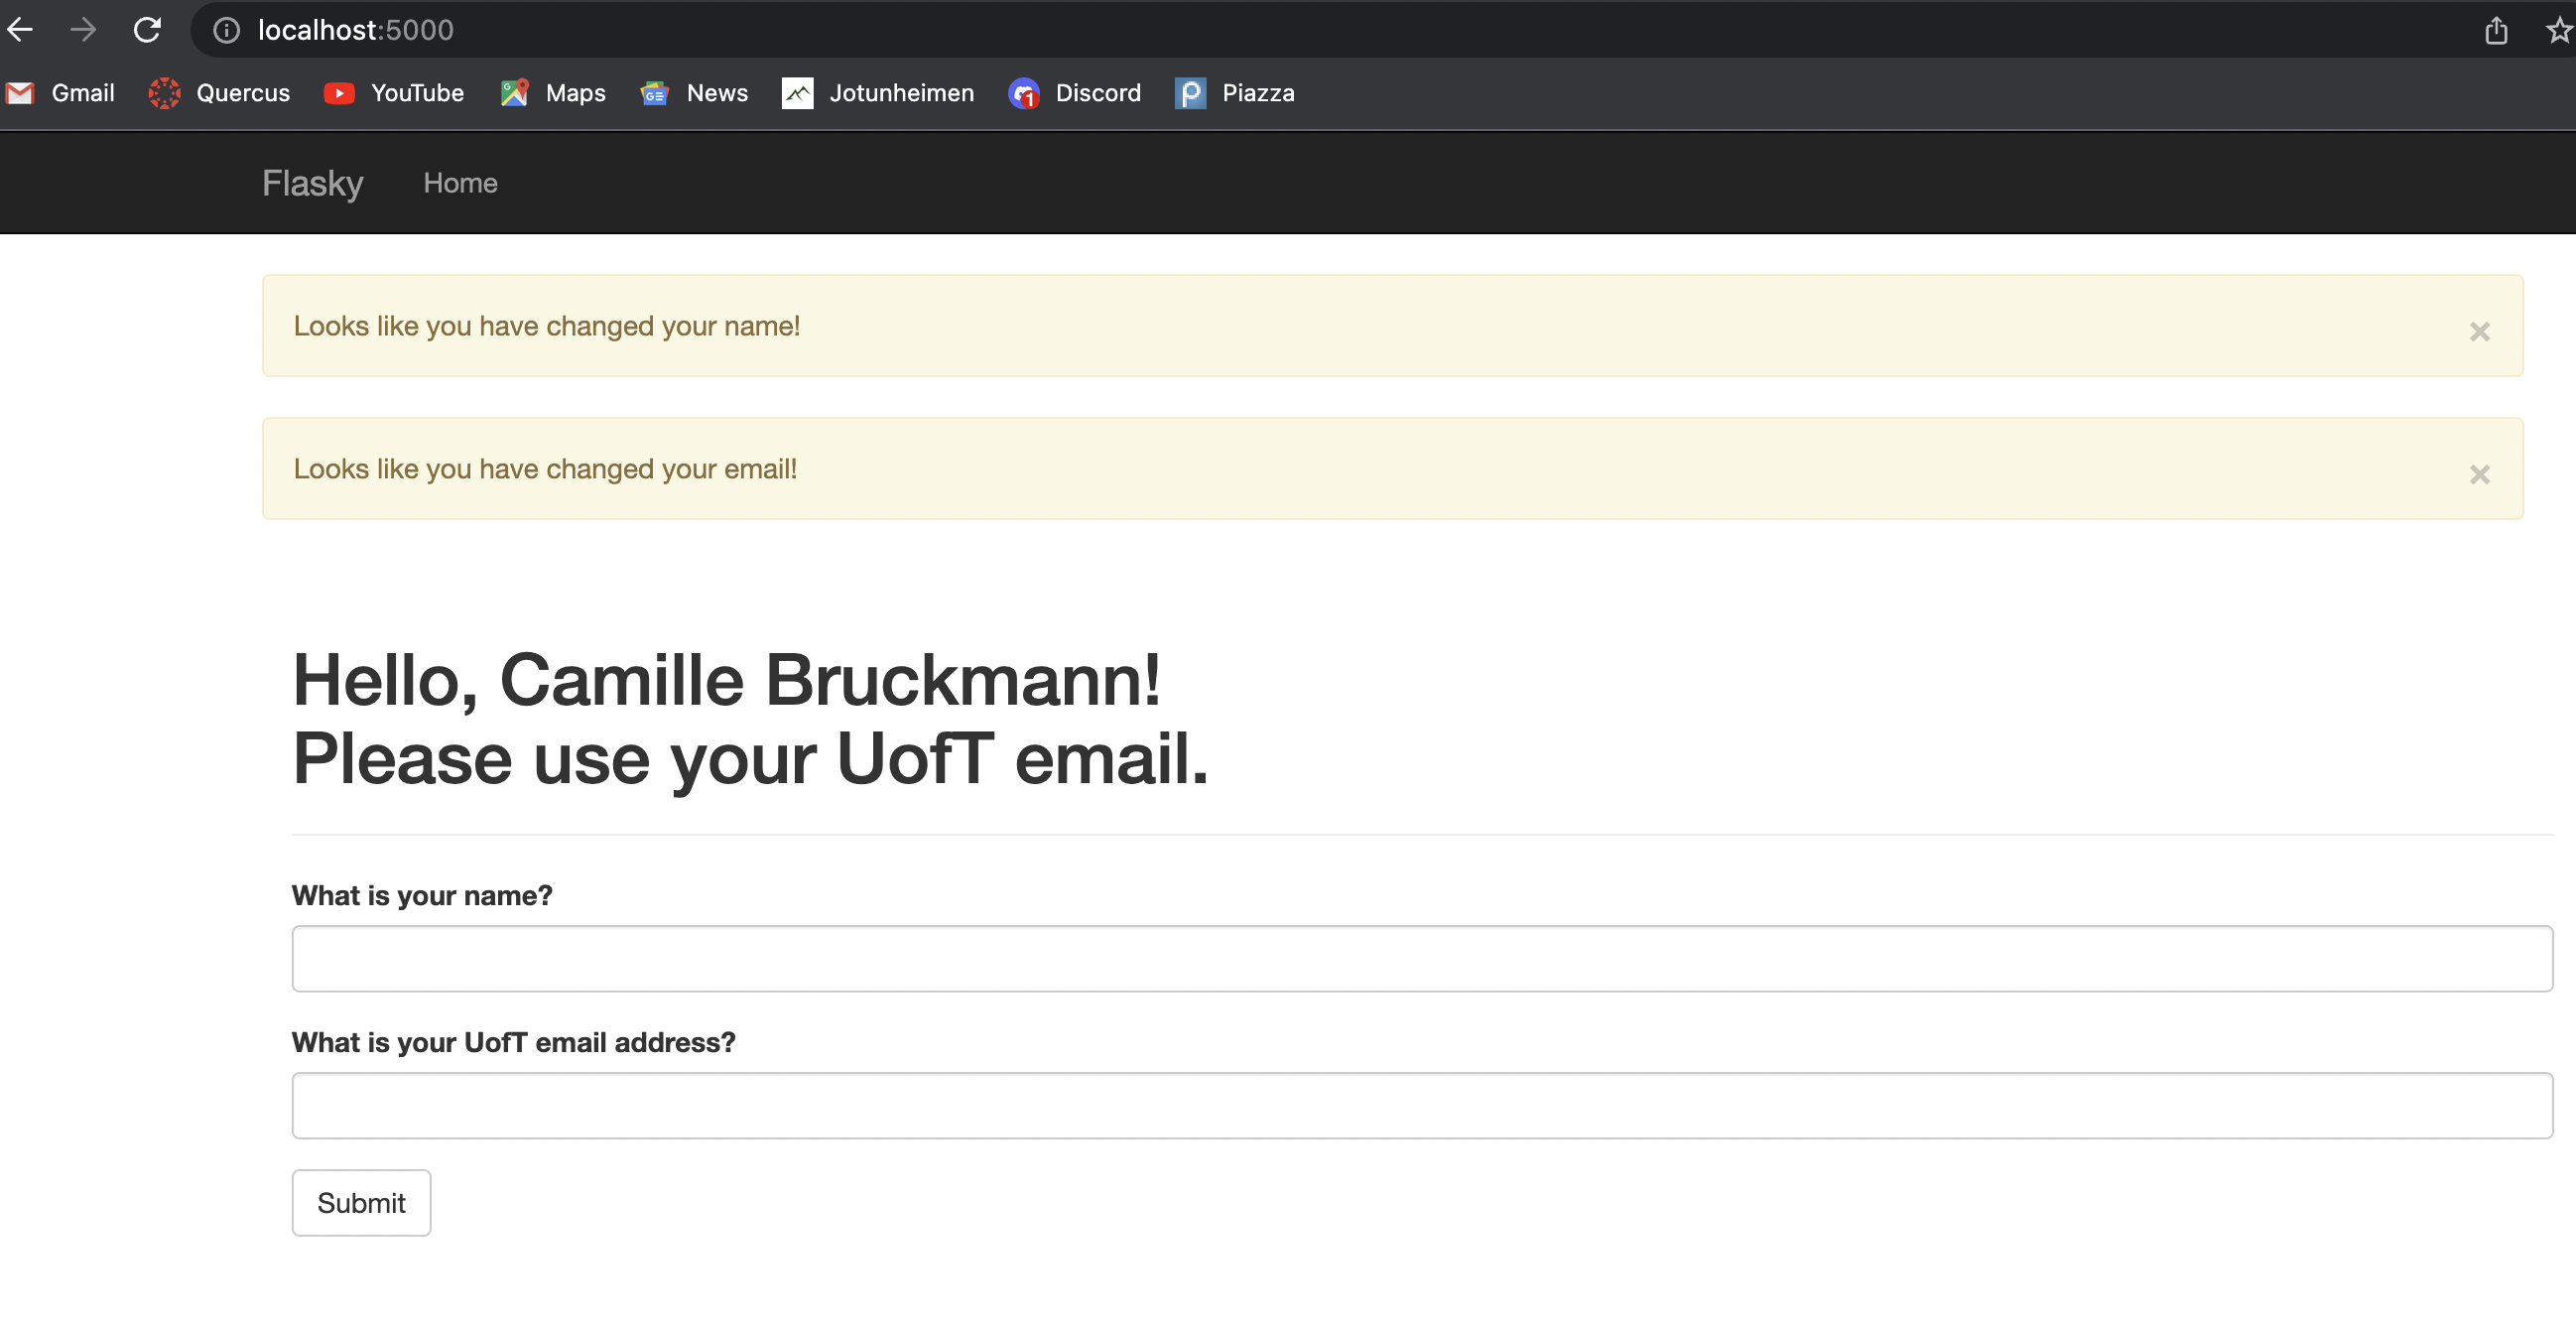 localhost:5000
Gmail Quercus YouTube Maps News Jotunheimen 1 Discord Piazza
Flasky Home
Looks like you have changed your name! ×
Looks like you have changed your email! ×
Hello, Camille Bruckmann!
Please use your UofT email.
What is your name?
What is your UofT email address?
Submit